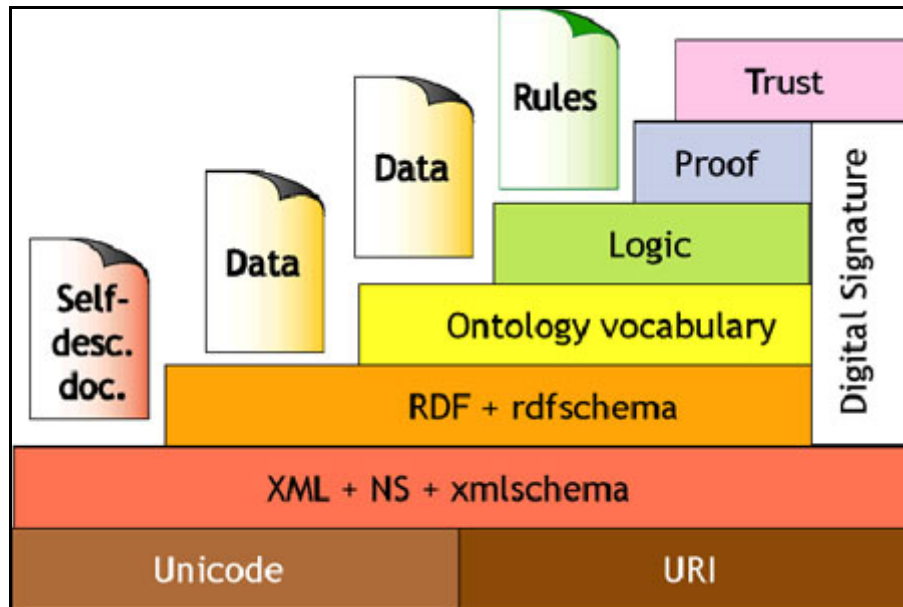 Trust
Rules
Proof
Data
Logic
Data
Digital Signature
Self-
desc.
doc.
Ontology vocabulary
RDF + rdfschema
XML + NS + xmlschema
Unicode
URI